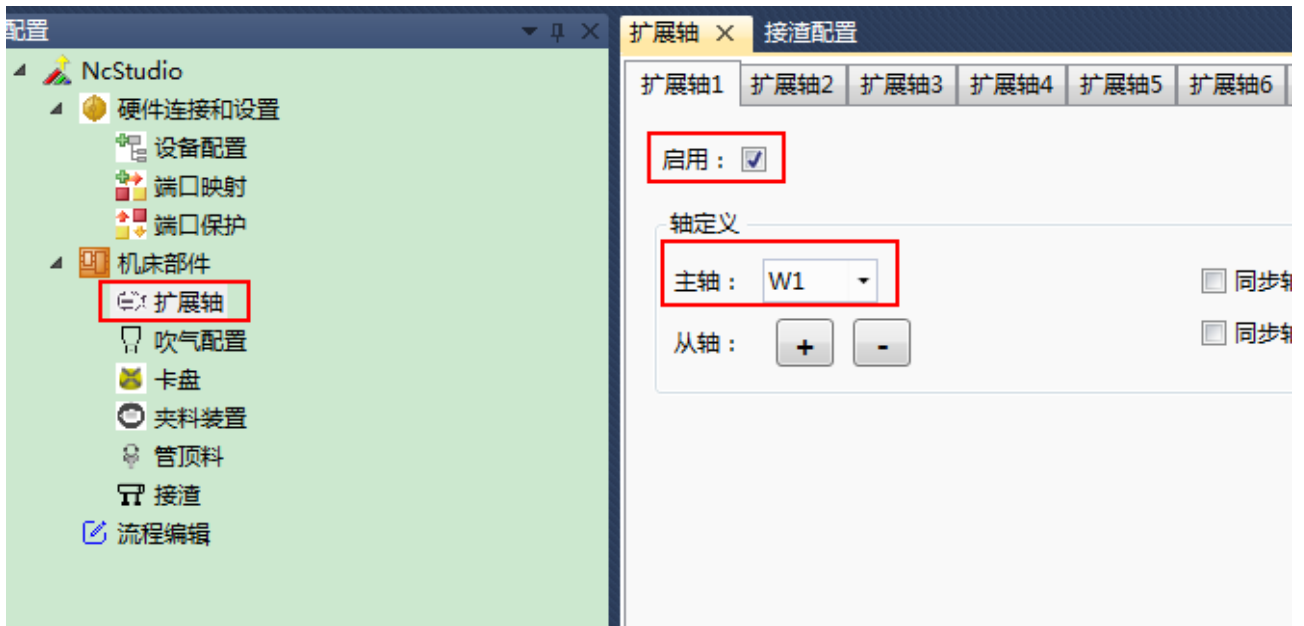 配置
NcStudio
硬件连接和设置
设备配置
端口映射
端口保护
机床部件
扩展轴
吹气配置
卡盘
夹料装置
管顶料
接渣
流程编辑
扩展轴 接渣配置
扩展轴1 扩展轴2 扩展轴3 扩展轴4 扩展轴5 扩展轴6
启用：
轴定义
主轴： W1 同步轴
从轴： + - 同步轴